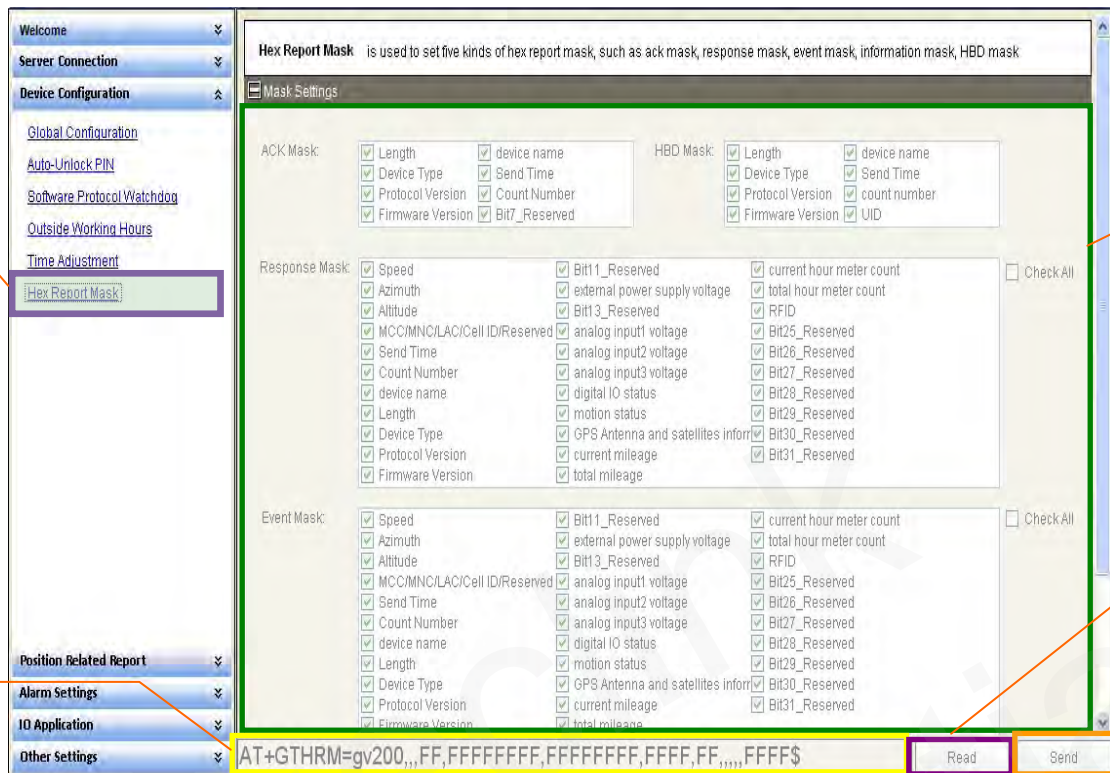 Welcome
Server Connection
Device Configuration
Global Configuration
Auto-Unlock PIN
Software Protocol Watchdog
Outside Working Hours
Time Adjustment
Hex Report Mask
Position Related Report
Alarm Settings
IO Application
Other Settings
Hex Report Mask is used to set five kinds of hex report mask, such as ack mask, response mask, event mask, information mask, HBD mask
Mask Settings
ACK Mask:
Length device name
Device Type Send Time
Protocol Version Count Number
Firmware Version Bit7_Reserved
HBD Mask:
Length device name
Device Type Send Time
Protocol Version count number
Firmware Version UID
Response Mask:
Speed Bit11_Reserved current hour meter count
Azimuth external power supply voltage total hour meter count
Altitude Bit13_Reserved RFID
MCC/MNC/LAC/Cell ID/Reserved analog input1 voltage Bit25_Reserved
Send Time analog input2 voltage Bit26_Reserved
Count Number analog input3 voltage Bit27_Reserved
device name digital IO status Bit28_Reserved
Length motion status Bit29_Reserved
Device Type GPS Antenna and satellites inforr Bit30_Reserved
Protocol Version current mileage Bit31_Reserved
Firmware Version total mileage
Check All
Event Mask:
Speed Bit11_Reserved current hour meter count
Azimuth external power supply voltage total hour meter count
Altitude Bit13_Reserved RFID
MCC/MNC/LAC/Cell ID/Reserved analog input1 voltage Bit25_Reserved
Send Time analog input2 voltage Bit26_Reserved
Count Number analog input3 voltage Bit27_Reserved
device name digital IO status Bit28_Reserved
Length motion status Bit29_Reserved
Device Type GPS Antenna and satellites inforr Bit30_Reserved
Protocol Version current mileage Bit31_Reserved
Firmware Version total mileage
Check All
AT+GTHRM=gv200,,,FF,FFFFFFFF,FFFFFFFF,FFFF,FF,,,,,FFFF$
Read
Send